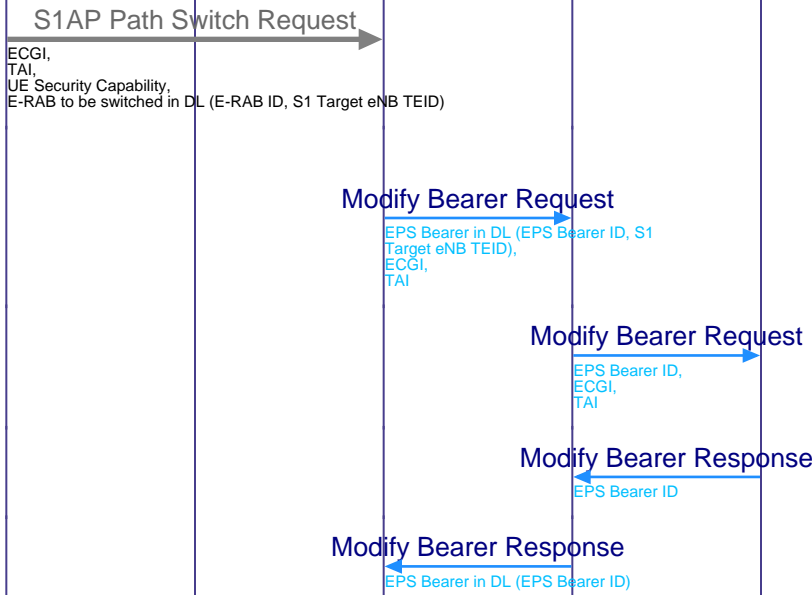 S1AP Path Switch Request
ECGI,
TAI,
UE Security Capability,
E-RAB to be switched in DL (E-RAB ID, S1 Target eNB TEID)
Modify Bearer Request
EPS Bearer in DL (EPS Bearer ID, S1
Target eNB TEID),
ECGI,
TAI
Modify Bearer Request
EPS Bearer ID,
ECGI,
TAI
Modify Bearer Response
EPS Bearer ID
Modify Bearer Response
EPS Bearer in DL (EPS Bearer ID)